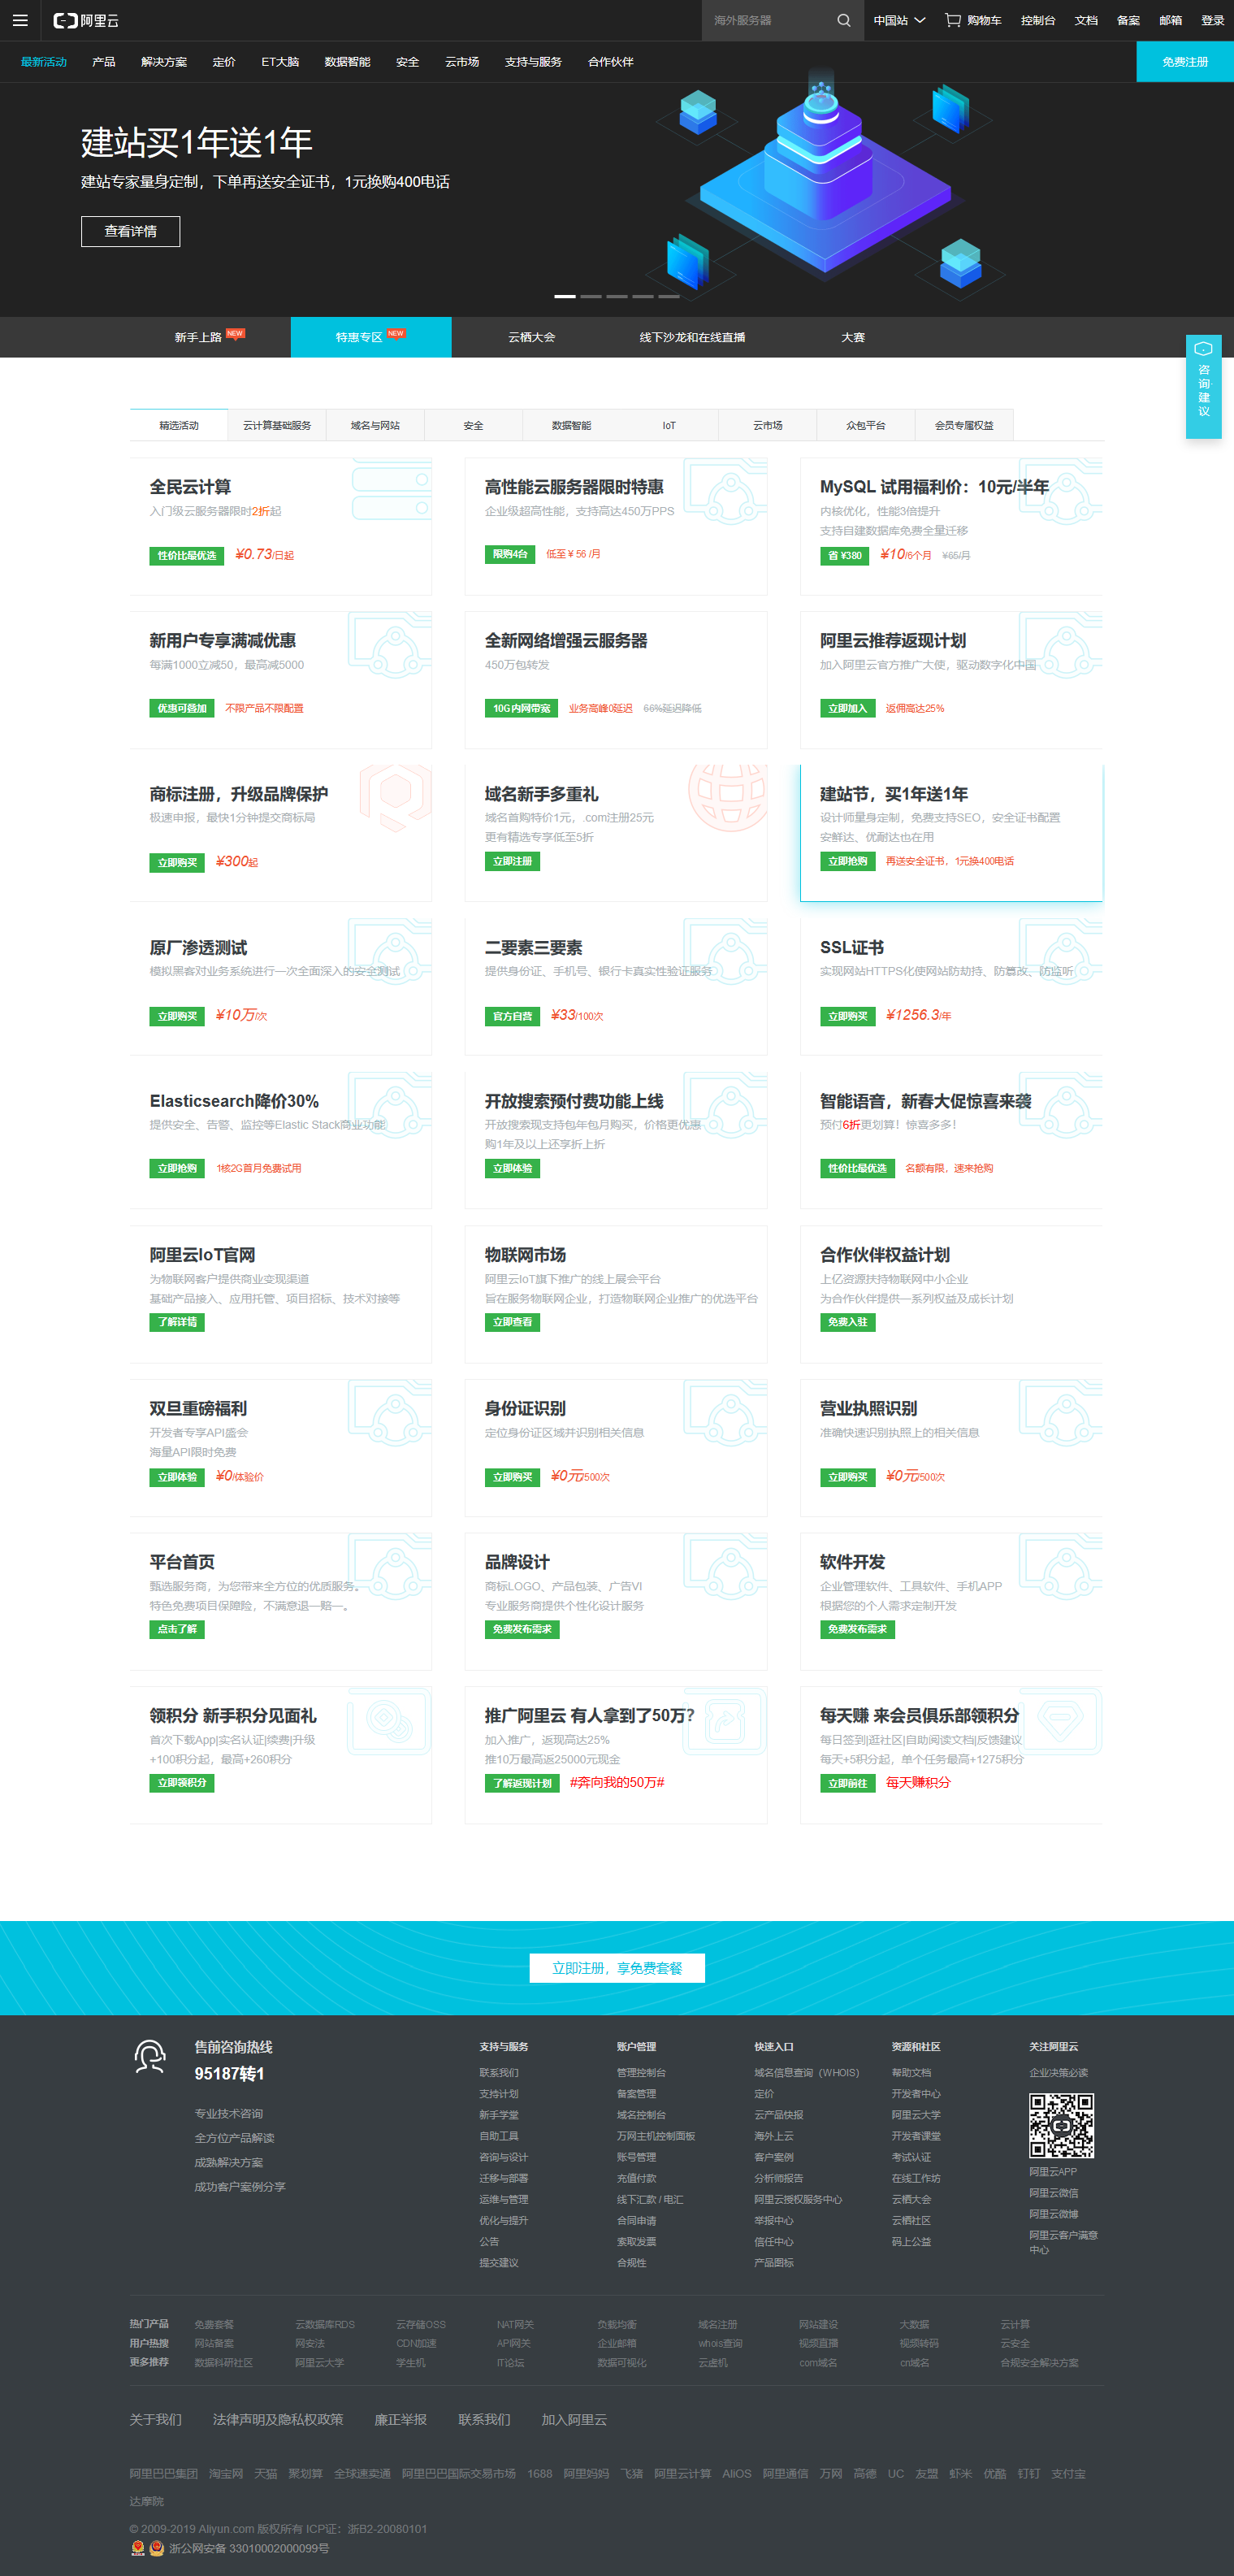 阿里云
海外服务器
中国站
购物车
控制台
文档
备案
邮箱
登录
最新活动
产品
解决方案
定价
ET大脑
数据智能
安全
云市场
支持与服务
合作伙伴
免费注册
建站买1年送1年
建站专家量身定制，下单再送安全证书，1元换购400电话
查看详情
新手上路 NEW
特惠专区 NEW
云栖大会
线下沙龙和在线直播
大赛
咨询·建议
精选活动
云计算基础服务
域名与网站
安全
数据智能
IoT
云市场
众包平台
会员专属权益
全民云计算
入门级云服务器限时2折起
性价比最优选 ¥0.73/日起
高性能云服务器限时特惠
企业级超高性能，支持高达450万PPS
限购4台 低至 ¥ 56 /月
MySQL 试用福利价：10元/半年
内核优化，性能3倍提升
支持自建数据库免费全量迁移
省 ¥380 ¥10/6个月 ¥65/月
新用户专享满减优惠
每满1000立减50，最高减5000
优惠可叠加 不限产品不限配置
全新网络增强云服务器
450万包转发
10G内网带宽 业务高峰0延迟 66%延迟降低
阿里云推荐返现计划
加入阿里云官方推广大使，驱动数字化中国
立即加入 返佣高达25%
商标注册，升级品牌保护
极速申报，最快1分钟提交商标局
立即购买 ¥300起
域名新手多重礼
域名首购特价1元，.com注册25元
更有精选专享低至5折
立即注册
建站节，买1年送1年
设计师量身定制，免费支持SEO，安全证书配置
安鲜达、优耐达也在用
立即抢购 再送安全证书，1元换400电话
原厂渗透测试
模拟黑客对业务系统进行一次全面深入的安全测试
立即购买 ¥10万/次
二要素三要素
提供身份证、手机号、银行卡真实性验证服务
官方自营 ¥33/100次
SSL证书
实现网站HTTPS化使网站防劫持、防篡改、防监听
立即购买 ¥1256.3/年
Elasticsearch降价30%
提供安全、告警、监控等Elastic Stack商业功能
立即抢购 1核2G首月免费试用
开放搜索预付费功能上线
开放搜索现支持包年包月购买，价格更优惠
购1年及以上还享折上折
立即体验
智能语音，新春大促惊喜来袭
预付6折更划算！惊喜多多！
性价比最优选 名额有限，速来抢购
阿里云IoT官网
为物联网客户提供商业变现渠道
基础产品接入、应用托管、项目招标、技术对接等
了解详情
物联网市场
阿里云IoT旗下推广的线上展会平台
旨在服务物联网企业，打造物联网企业推广的优选平台
立即查看
合作伙伴权益计划
上亿资源扶持物联网中小企业
为合作伙伴提供一系列权益及成长计划
免费入驻
双旦重磅福利
开发者专享API盛会
海量API限时免费
立即体验 ¥0/体验价
身份证识别
定位身份证区域并识别相关信息
立即购买 ¥0元/500次
营业执照识别
准确快速识别执照上的相关信息
立即购买 ¥0元/500次
平台首页
甄选服务商，为您带来全方位的优质服务。
特色免费项目保障险，不满意退一赔一。
点击了解
品牌设计
商标LOGO、产品包装、广告VI
专业服务商提供个性化设计服务
免费发布需求
软件开发
企业管理软件、工具软件、手机APP
根据您的个人需求定制开发
免费发布需求
领积分 新手积分见面礼
首次下载App|实名认证|续费|升级
+100积分起，最高+260积分
立即领积分
推广阿里云 有人拿到了50万?
加入推广，返现高达25%
推10万最高返25000元现金
了解返现计划 #奔向我的50万#
每天赚 来会员俱乐部领积分
每日签到|逛社区|自助阅读文档|反馈建议
每天+5积分起，单个任务最高+1275积分
立即前往 每天赚积分
立即注册，享免费套餐
售前咨询热线
95187转1
专业技术咨询
全方位产品解读
成熟解决方案
成功客户案例分享
支持与服务
联系我们
支持计划
新手学堂
自助工具
咨询与设计
迁移与部署
运维与管理
优化与提升
公告
提交建议
账户管理
管理控制台
备案管理
域名控制台
万网主机控制面板
账号管理
充值付款
线下汇款 / 电汇
合同申请
索取发票
合规性
快速入口
域名信息查询（WHOIS）
定价
云产品快报
海外上云
客户案例
分析师报告
阿里云授权服务中心
举报中心
信任中心
产品图标
资源和社区
帮助文档
开发者中心
阿里云大学
开发者课堂
考试认证
在线工作坊
云栖大会
云栖社区
码上公益
关注阿里云
企业决策必读
阿里云APP
阿里云微信
阿里云微博
阿里云客户满意
中心
热门产品 免费套餐 云数据库RDS 云存储OSS NAT网关 负载均衡 域名注册 网站建设 大数据 云计算
用户热搜 网站备案 网安法 CDN加速 API网关 企业邮箱 whois查询 视频直播 视频转码 云安全
更多推荐 数据科研社区 阿里云大学 学生机 IT论坛 数据可视化 云虚机 com域名 cn域名 合规安全解决方案
关于我们 法律声明及隐私权政策 廉正举报 联系我们 加入阿里云
阿里巴巴集团 淘宝网 天猫 聚划算 全球速卖通 阿里巴巴国际交易市场 1688 阿里妈妈 飞猪 阿里云计算 AliOS 阿里通信 万网 高德 UC 友盟 虾米 优酷 钉钉 支付宝
达摩院
© 2009-2019 Aliyun.com 版权所有 ICP证：浙B2-20080101
浙公网安备 33010002000099号